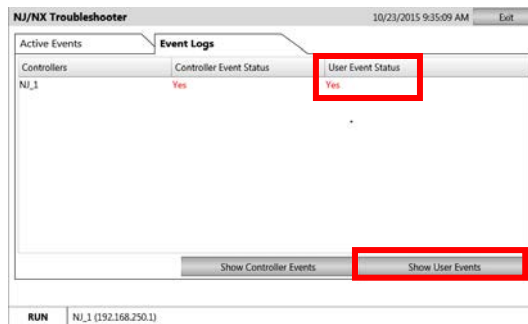 NJ/NX Troubleshooter 10/23/2015 9:35:09 AM Exit
Active Events Event Logs
Controllers Controller Event Status User Event Status
NJ_1 Yes Yes
Show Controller Events Show User Events
RUN NJ_1 (192.168.250.1)